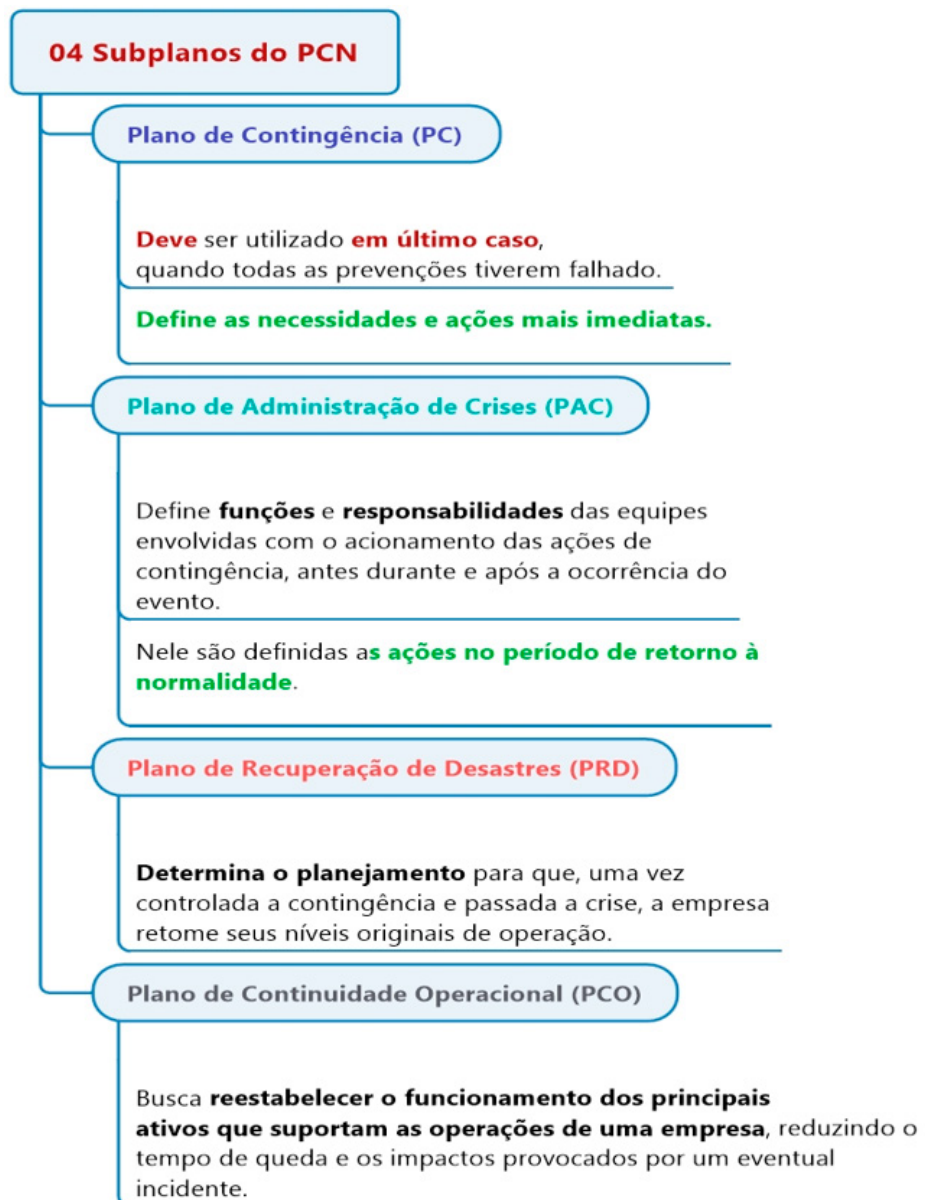 04 Subplanos do PCN
Plano de Contingência (PC)
Deve ser utilizado em último caso,
quando todas as prevenções tiverem falhado.
Define as necessidades e ações mais imediatas.
Plano de Administração de Crises (PAC)
Define funções e responsabilidades das equipes
envolvidas com o acionamento das ações de
contingência, antes durante e após a ocorrência do
evento.
Nele são definidas as ações no período de retorno à
normalidade.
Plano de Recuperação de Desastres (PRD)
Determina o planejamento para que, uma vez
controlada a contingência e passada a crise, a empresa
retome seus níveis originais de operação.
Plano de Continuidade Operacional (PCO)
Busca reestabelecer o funcionamento dos principais
ativos que suportam as operações de uma empresa, reduzindo o
tempo de queda e os impactos provocados por um eventual
incidente.